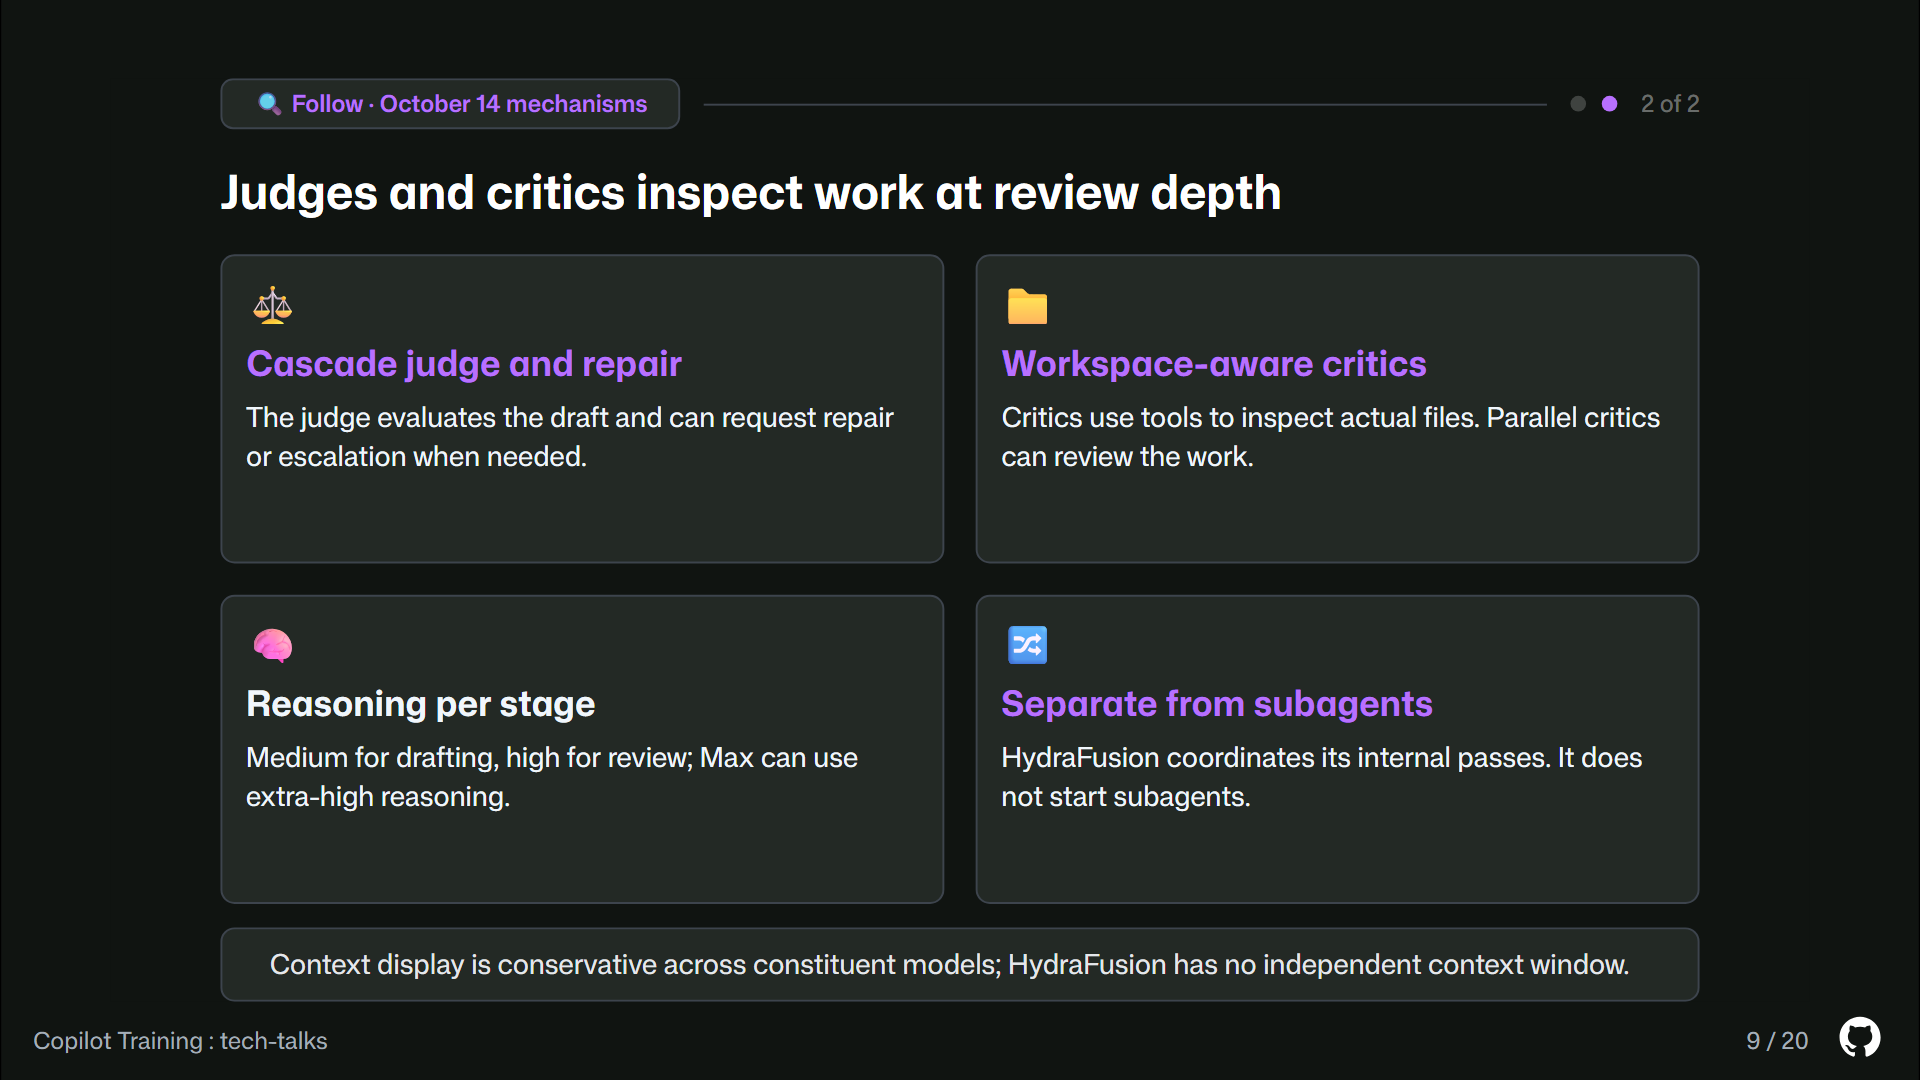 Follow · October 14 mechanisms
2 of 2
Judges and critics inspect work at review depth
Cascade judge and repair
The judge evaluates the draft and can request repair
or escalation when needed.
Workspace-aware critics
Critics use tools to inspect actual files. Parallel critics
can review the work.
Reasoning per stage
Medium for drafting, high for review; Max can use
extra-high reasoning.
Separate from subagents
HydraFusion coordinates its internal passes. It does
not start subagents.
Context display is conservative across constituent models; HydraFusion has no independent context window.
Copilot Training : tech-talks
9 / 20